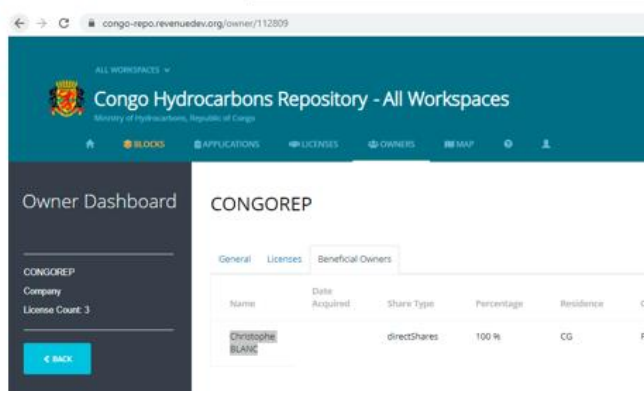 congo-repo.revenuedev.org/owner/112809
ALL WORKSPACES
Congo Hydrocarbons Repository - All Workspaces
Ministry of Hydrocarbons, Republic of Congo
BLOCKS APPLICATIONS LICENSES OWNERS MAP
Owner Dashboard
CONGOREP
Company
License Count: 3
< BACK
CONGOREP
General Licenses Beneficial Owners
Name Date Acquired Share Type Percentage Residence
Christophe BLANC directShares 100 % CG